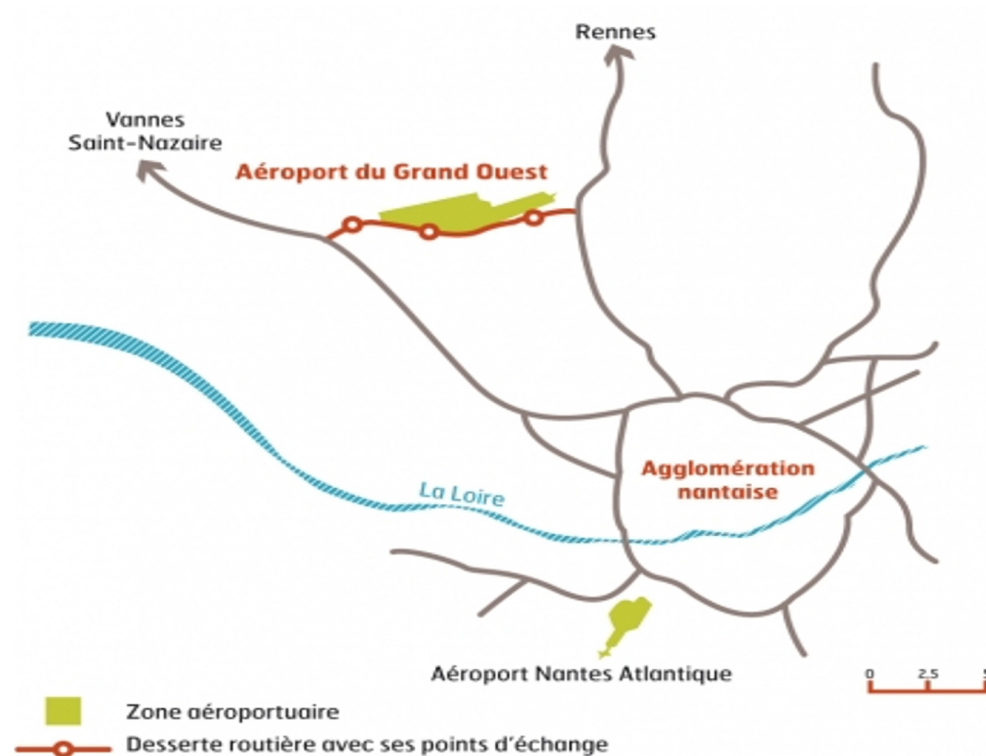 Rennes
Vannes
Saint-Nazaire
Aéroport du Grand Ouest
La Loire
Agglomération
nantaise
Aéroport Nantes Atlantique
0 2.5
Zone aéroportuaire
Desserte routière avec ses points d'échange